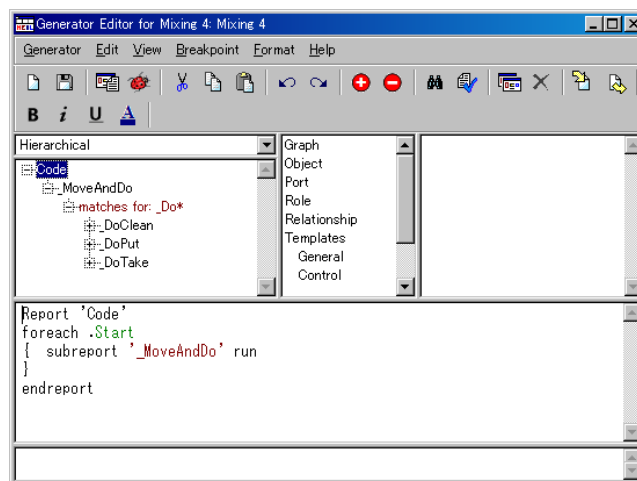 Generator Editor for Mixing 4: Mixing 4
Generator Edit View Breakpoint Format Help
B i U A
Hierarchical
Code
_MoveAndDo
matches for: _Do*
_DoClean
_DoPut
_DoTake
Graph
Object
Port
Role
Relationship
Templates
General
Control
Report 'Code'
foreach .Start
{  subreport '_MoveAndDo' run
}
endreport